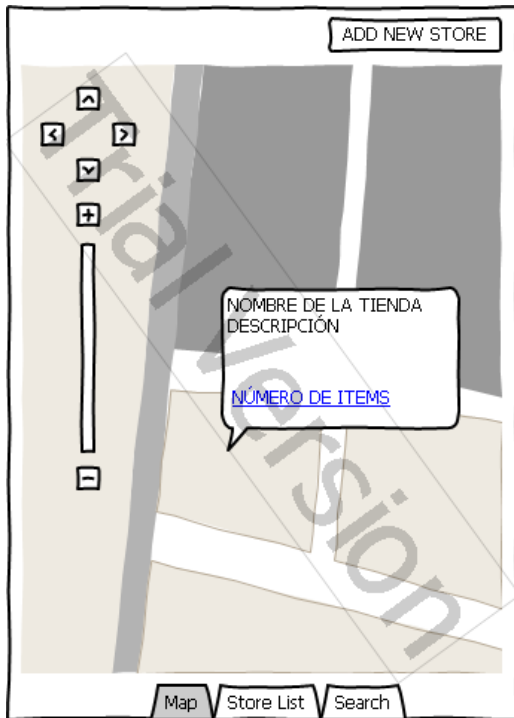 ADD NEW STORE
NOMBRE DE LA TIENDA
DESCRIPCIÓN
NÚMERO DE ITEMS
Trial Version
Map
Store List
Search